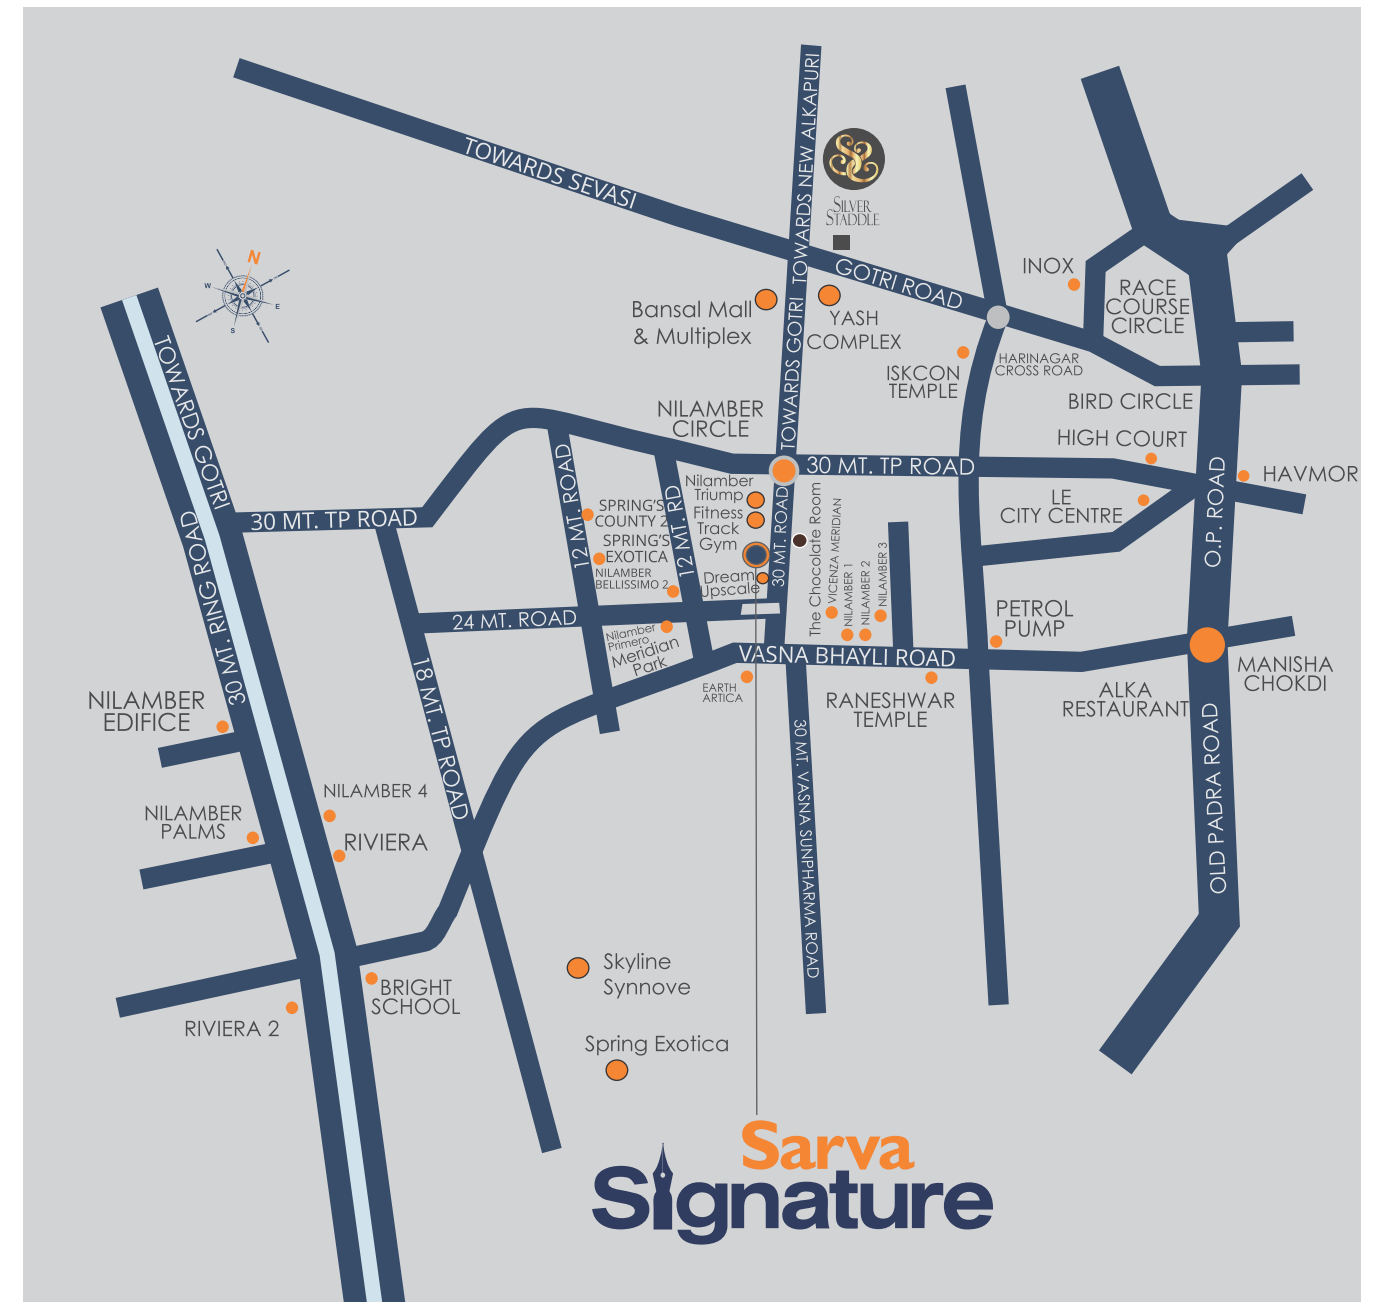 TOWARDS SEVASI
TOWARDS NEW ALKAPURI
SILVER
STADDLE
GOTRI ROAD
INOX
RACE
COURSE
CIRCLE
N
W
E
S
Bansal Mall
& Multiplex
YASH
COMPLEX
TOWARDS GOTRI
HARINAGAR
CROSS ROAD
ISKCON
TEMPLE
BIRD CIRCLE
HIGH COURT
HAVMOR
LE
CITY CENTRE
O.P. ROAD
NILAMBER
CIRCLE
30 MT. TP ROAD
TOWARDS GOTRI
30 MT. RING ROAD
30 MT. TP ROAD
12 MT. ROAD
SPRING'S
COUNTY 2
SPRING'S
EXOTICA
NILAMBER
BELLISSIMO 2
12 MT. RD
Nilamber
Triump
Fitness
Track
Gym
Dream
Upscale
30 MT. ROAD
The Chocolate Room
VICENZA MERIDIAN
NILAMBER 1
NILAMBER 2
NILAMBER 3
24 MT. ROAD
Nilamber
Primero
Meridian
Park
VASNA BHAYLI ROAD
PETROL
PUMP
MANISHA
CHOKDI
ALKA
RESTAURANT
EARTH
ARTICA
RANESHWAR
TEMPLE
18 MT. TP ROAD
30 MT. VASNA SUNPHARMA ROAD
OLD PADRA ROAD
NILAMBER
EDIFICE
NILAMBER 4
NILAMBER
PALMS
RIVIERA
BRIGHT
SCHOOL
RIVIERA 2
Skyline
Synnove
Spring Exotica
Sarva
Signature